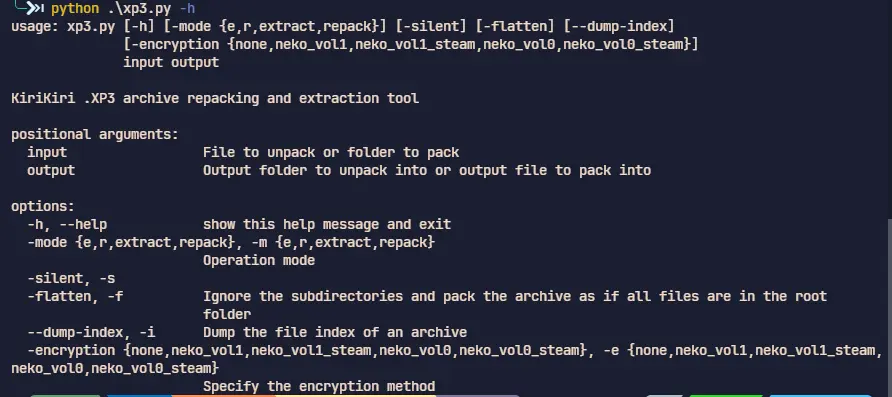 python .\xp3.py -h
usage: xp3.py [-h] [-mode {e,r,extract,repack}] [-silent] [-flatten] [--dump-index]
[-encryption {none,neko_vol1,neko_vol1_steam,neko_vol0,neko_vol0_steam}]
input output
KiriKiri .XP3 archive repacking and extraction tool
positional arguments:
input File to unpack or folder to pack
output Output folder to unpack into or output file to pack into
options:
-h, --help show this help message and exit
-mode {e,r,extract,repack}, -m {e,r,extract,repack}
Operation mode
-silent, -s
-flatten, -f Ignore the subdirectories and pack the archive as if all files are in the root
folder
--dump-index, -i Dump the file index of an archive
-encryption {none,neko_vol1,neko_vol1_steam,neko_vol0,neko_vol0_steam}, -e {none,neko_vol1,neko_vol1_steam,
neko_vol0,neko_vol0_steam}
Specify the encryption method